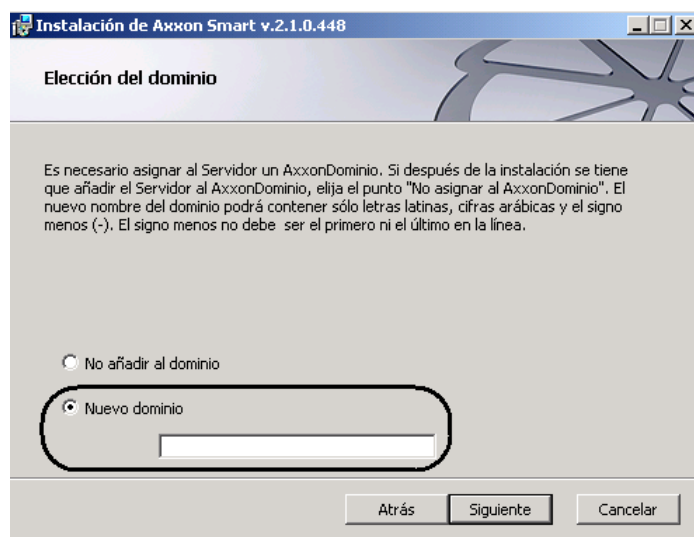 Instalación de Axxon Smart v.2.1.0.448
Elección del dominio
Es necesario asignar al Servidor un AxxonDominio. Si después de la instalación se tiene
que añadir el Servidor al AxxonDominio, elija el punto "No asignar al AxxonDominio". El
nuevo nombre del dominio podrá contener sólo letras latinas, cifras arábicas y el signo
menos (-). El signo menos no debe  ser el primero ni el último en la línea.
No añadir al dominio
Nuevo dominio
Atrás Siguiente Cancelar